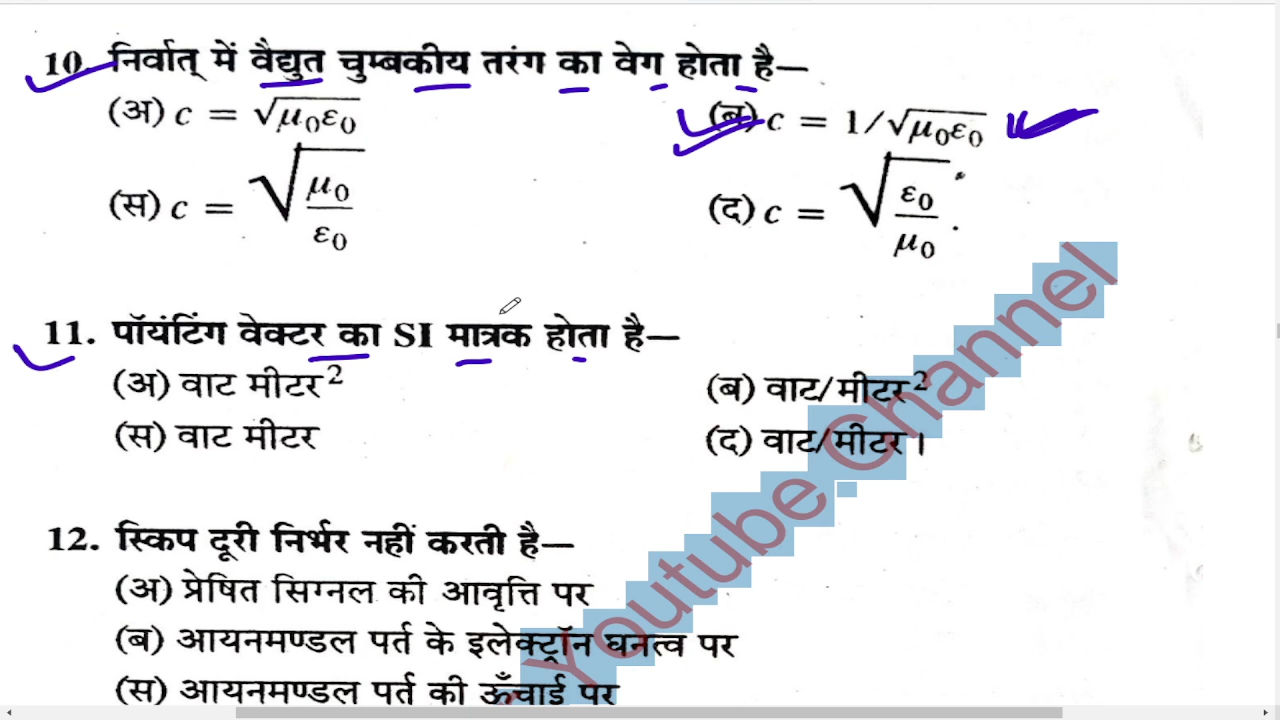 10. निर्वात् में वैद्युत चुम्बकीय तरंग का वेग होता है—
(अ) c = √μ₀ε₀ (ब) c = 1/√μ₀ε₀
(स) c = √(μ₀/ε₀) (द) c = √(ε₀/μ₀).
11. पॉयंटिंग वेक्टर का SI मात्रक होता है—
(अ) वाट मीटर² (ब) वाट/मीटर²
(स) वाट मीटर (द) वाट/मीटर।
12. स्किप दूरी निर्भर नहीं करती है—
(अ) प्रेषित सिग्नल की आवृत्ति पर
(ब) आयनमण्डल पर्त के इलेक्ट्रॉन घनत्व पर
(स) आयनमण्डल पर्त की ऊँचाई पर
Youtube Channel